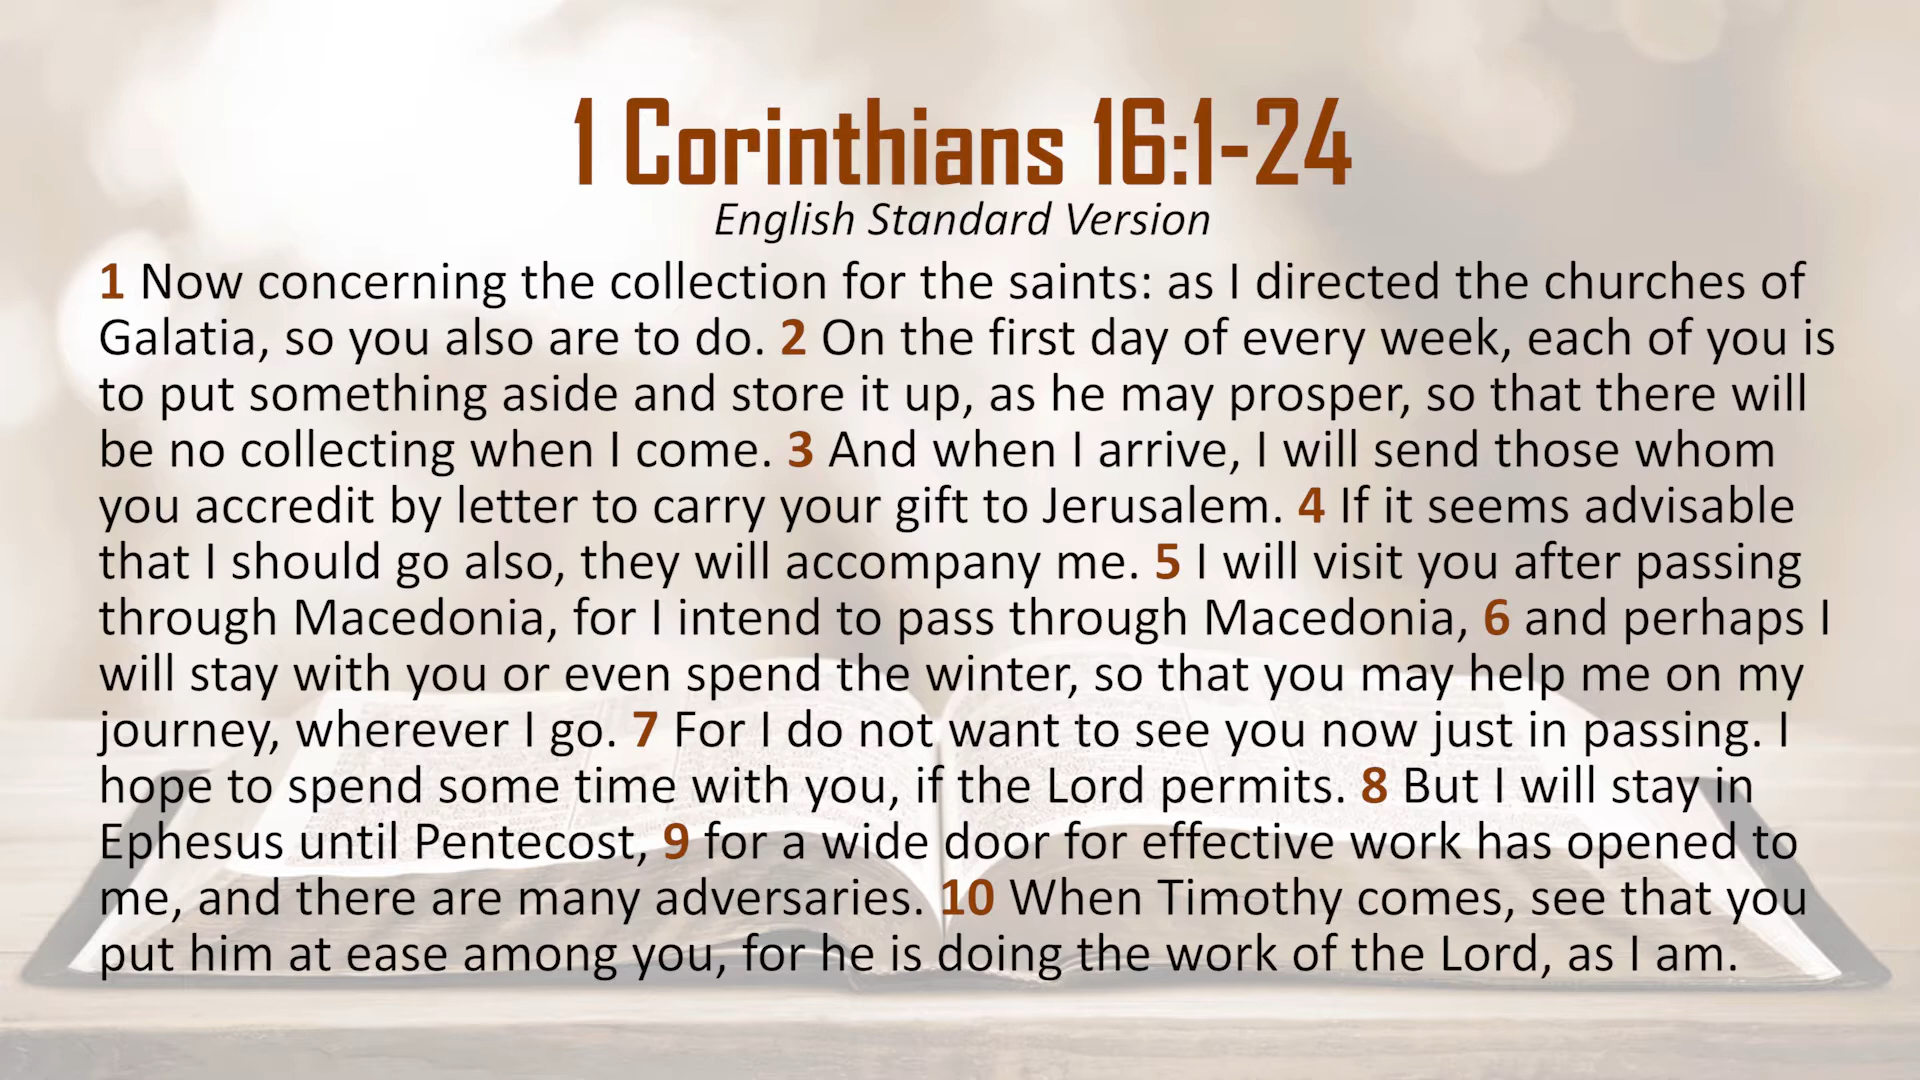 1 Corinthians 16:1-24
English Standard Version
1 Now concerning the collection for the saints: as I directed the churches of
Galatia, so you also are to do. 2 On the first day of every week, each of you is
to put something aside and store it up, as he may prosper, so that there will
be no collecting when I come. 3 And when I arrive, I will send those whom
you accredit by letter to carry your gift to Jerusalem. 4 If it seems advisable
that I should go also, they will accompany me. 5 I will visit you after passing
through Macedonia, for I intend to pass through Macedonia, 6 and perhaps I
will stay with you or even spend the winter, so that you may help me on my
journey, wherever I go. 7 For I do not want to see you now just in passing. I
hope to spend some time with you, if the Lord permits. 8 But I will stay in
Ephesus until Pentecost, 9 for a wide door for effective work has opened to
me, and there are many adversaries. 10 When Timothy comes, see that you
put him at ease among you, for he is doing the work of the Lord, as I am.